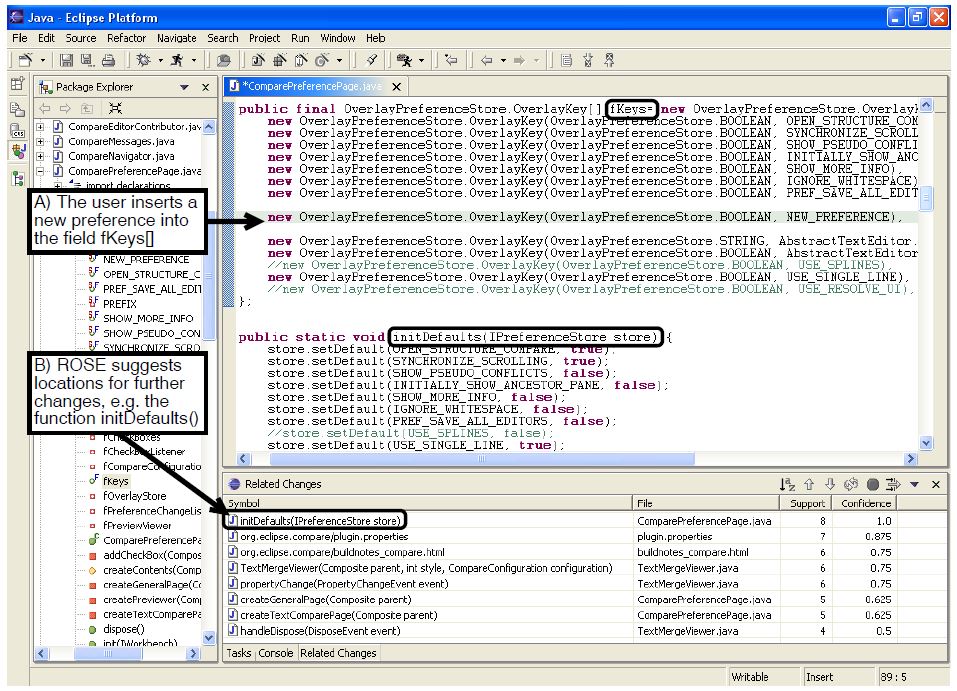 Java - Eclipse Platform
File Edit Source Refactor Navigate Search Project Run Window Help
Package Explorer
*ComparePreferencePage.java
CompareEditorContributor.jav
CompareMessages.java
CompareNavigator.java
ComparePreferencePage.java
import declarations
A) The user inserts a
new preference into
the field fKeys[]
NEW_PREFERENCE
OPEN_STRUCTURE_C
PREF_SAVE_ALL_EDIT
PREFIX
SHOW_MORE_INFO
SHOW_PSEUDO_CON
SYNCHRONIZE_SCRO
B) ROSE suggests
locations for further
changes, e.g. the
function initDefaults()
fCheckBoxes
fCheckBoxListener
fCompareConfiguratio
fKeys
fOverlayStore
fPreferenceChangeLis
fPreviewViewer
ComparePreferencePa
addCheckBox(Compos
createContents(Comp
createGeneralPage(Co
createPreviewer(Comp
createTextComparePa
dispose()
init(IWorkbench)
public final OverlayPreferenceStore.OverlayKey[] fKeys= new OverlayPreferenceStore.OverlayK
new OverlayPreferenceStore.OverlayKey(OverlayPreferenceStore.BOOLEAN, OPEN_STRUCTURE_COM
new OverlayPreferenceStore.OverlayKey(OverlayPreferenceStore.BOOLEAN, SYNCHRONIZE_SCROLL
new OverlayPreferenceStore.OverlayKey(OverlayPreferenceStore.BOOLEAN, SHOW_PSEUDO_CONFLI
new OverlayPreferenceStore.OverlayKey(OverlayPreferenceStore.BOOLEAN, INITIALLY_SHOW_ANC
new OverlayPreferenceStore.OverlayKey(OverlayPreferenceStore.BOOLEAN, SHOW_MORE_INFO),
new OverlayPreferenceStore.OverlayKey(OverlayPreferenceStore.BOOLEAN, IGNORE_WHITESPACE)
new OverlayPreferenceStore.OverlayKey(OverlayPreferenceStore.BOOLEAN, PREF_SAVE_ALL_EDIT
new OverlayPreferenceStore.OverlayKey(OverlayPreferenceStore.BOOLEAN, NEW_PREFERENCE),
new OverlayPreferenceStore.OverlayKey(OverlayPreferenceStore.STRING, AbstractTextEditor.
new OverlayPreferenceStore.OverlayKey(OverlayPreferenceStore.BOOLEAN, AbstractTextEditor
//new OverlayPreferenceStore.OverlayKey(OverlayPreferenceStore.BOOLEAN, USE_SPLINES),
new OverlayPreferenceStore.OverlayKey(OverlayPreferenceStore.BOOLEAN, USE_SINGLE_LINE),
//new OverlayPreferenceStore.OverlayKey(OverlayPreferenceStore.BOOLEAN, USE_RESOLVE_UI),
};
public static void initDefaults(IPreferenceStore store) {
store.setDefault(OPEN_STRUCTURE_COMPARE, true);
store.setDefault(SYNCHRONIZE_SCROLLING, true);
store.setDefault(SHOW_PSEUDO_CONFLICTS, false);
store.setDefault(INITIALLY_SHOW_ANCESTOR_PANE, false);
store.setDefault(SHOW_MORE_INFO, false);
store.setDefault(IGNORE_WHITESPACE, false);
store.setDefault(PREF_SAVE_ALL_EDITORS, false);
//store.setDefault(USE_SPLINES, false);
store.setDefault(USE_SINGLE_LINE, true);
Related Changes
Symbol File Support Confidence
initDefaults(IPreferenceStore store) ComparePreferencePage.java 8 1.0
org.eclipse.compare/plugin.properties plugin.properties 7 0.875
org.eclipse.compare/buildnotes_compare.html buildnotes_compare.html 6 0.75
TextMergeViewer(Composite parent, int style, CompareConfiguration configuration) TextMergeViewer.java 6 0.75
propertyChange(PropertyChangeEvent event) TextMergeViewer.java 6 0.75
createGeneralPage(Composite parent) ComparePreferencePage.java 5 0.625
createTextComparePage(Composite parent) ComparePreferencePage.java 5 0.625
handleDispose(DisposeEvent event) TextMergeViewer.java 4 0.5
Tasks Console Related Changes
Writable Insert 89 : 5